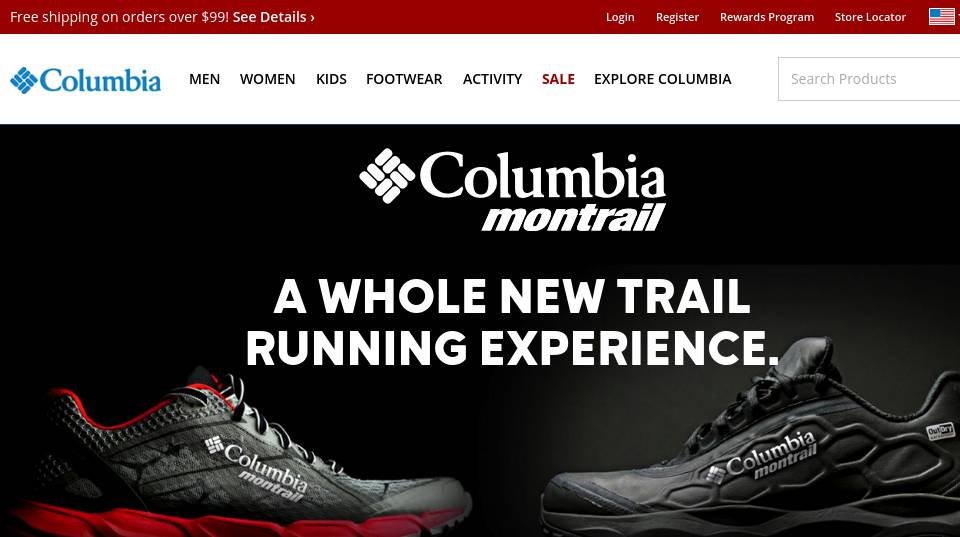 Free shipping on orders over $99! See Details ›
Login Register Rewards Program Store Locator
Columbia
MEN WOMEN KIDS FOOTWEAR ACTIVITY SALE EXPLORE COLUMBIA
Search Products
Columbia
montrail
A WHOLE NEW TRAIL
RUNNING EXPERIENCE.
Columbia
montrail
Columbia
montrail
OutDry